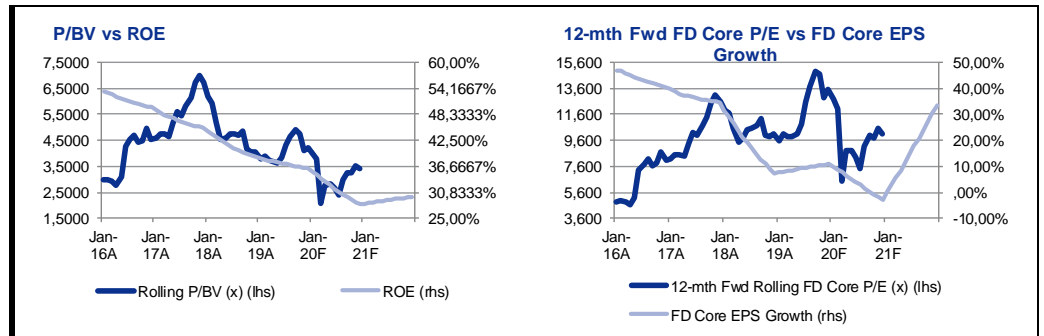 P/BV vs ROE
7,5000
6,5000
5,5000
4,5000
3,5000
2,5000
1,5000
60,00%
54,1667%
48,3333%
42,500%
36,6667%
30,8333%
25,00%
Jan-16A
Jan-17A
Jan-18A
Jan-19A
Jan-20F
Jan-21F
Rolling P/BV (x) (lhs)
ROE (rhs)
12-mth Fwd FD Core P/E vs FD Core EPS
Growth
15,600
13,600
11,600
9,600
7,600
5,600
3,600
50,00%
40,00%
30,00%
20,00%
10,00%
,00%
-10,00%
Jan-16A
Jan-17A
Jan-18A
Jan-19A
Jan-20F
Jan-21F
12-mth Fwd Rolling FD Core P/E (x) (lhs)
FD Core EPS Growth (rhs)